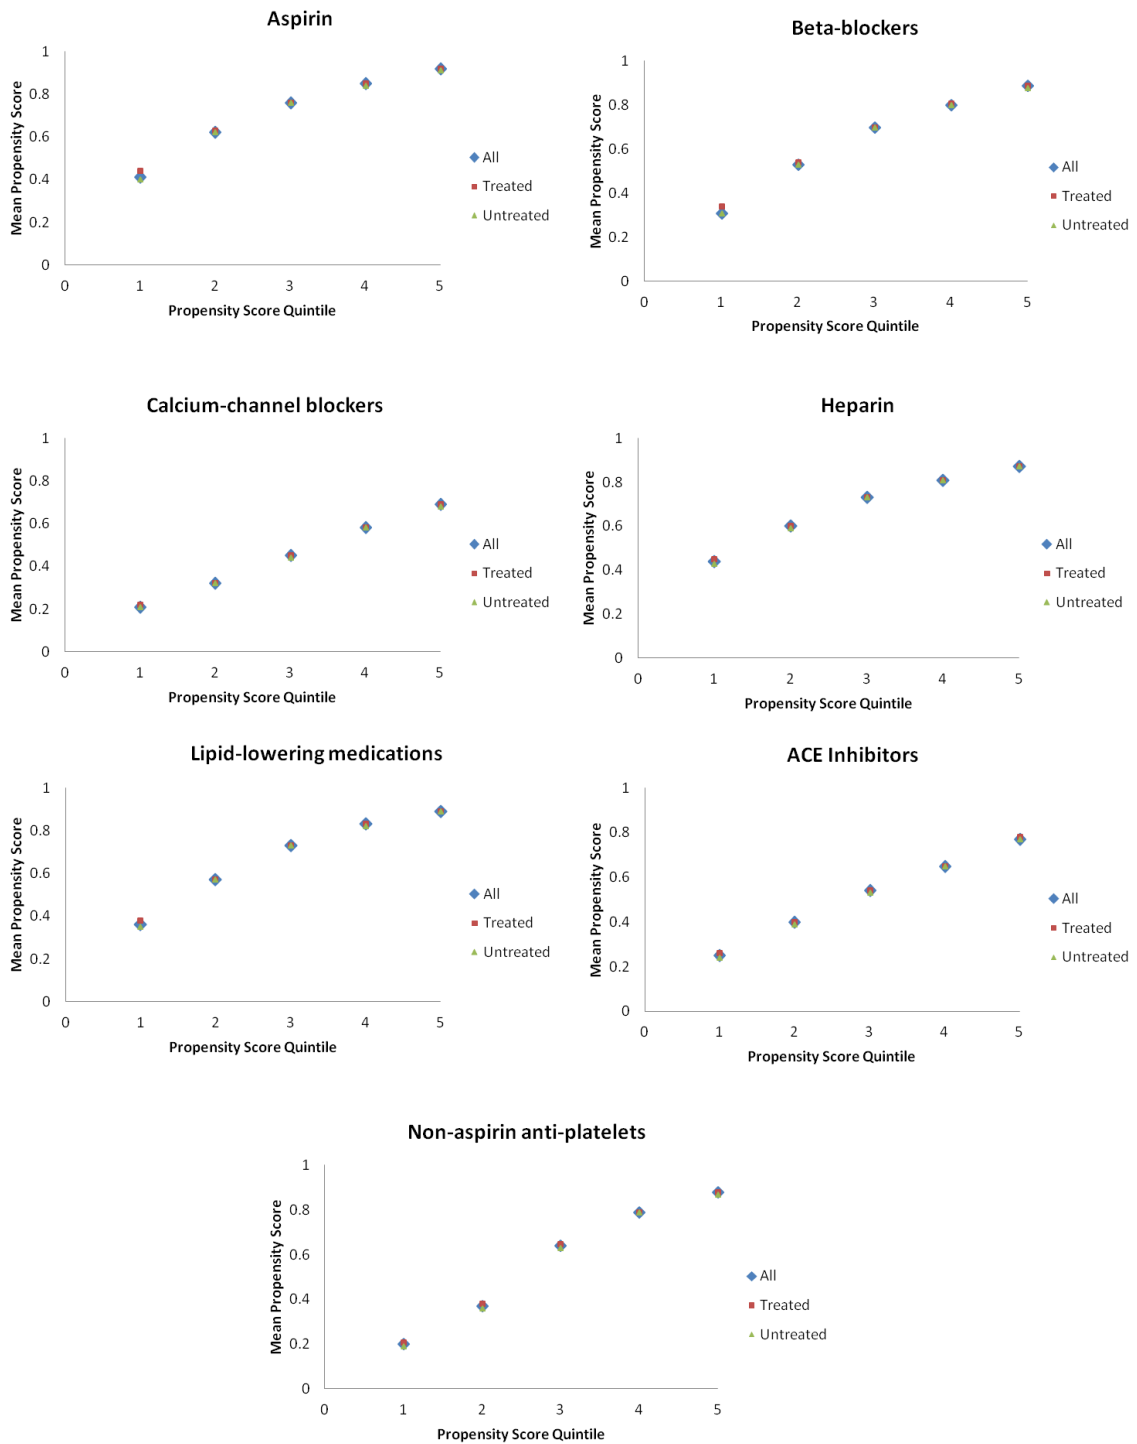 Aspirin
1
0.8
0.6
0.4
0.2
0
0 1 2 3 4 5
Mean Propensity Score
Propensity Score Quintile
All
Treated
Untreated
Beta-blockers
1
0.8
0.6
0.4
0.2
0
0 1 2 3 4 5
Mean Propensity Score
Propensity Score Quintile
All
Treated
Untreated
Calcium-channel blockers
1
0.8
0.6
0.4
0.2
0
0 1 2 3 4 5
Mean Propensity Score
Propensity Score Quintile
All
Treated
Untreated
Heparin
1
0.8
0.6
0.4
0.2
0
0 1 2 3 4 5
Mean Propensity Score
Propensity Score Quintile
All
Treated
Untreated
Lipid-lowering medications
1
0.8
0.6
0.4
0.2
0
0 1 2 3 4 5
Mean Propensity Score
Propensity Score Quintile
All
Treated
Untreated
ACE Inhibitors
1
0.8
0.6
0.4
0.2
0
0 1 2 3 4 5
Mean Propensity Score
Propensity Score Quintile
All
Treated
Untreated
Non-aspirin anti-platelets
1
0.8
0.6
0.4
0.2
0
0 1 2 3 4 5
Mean Propensity Score
Propensity Score Quintile
All
Treated
Untreated